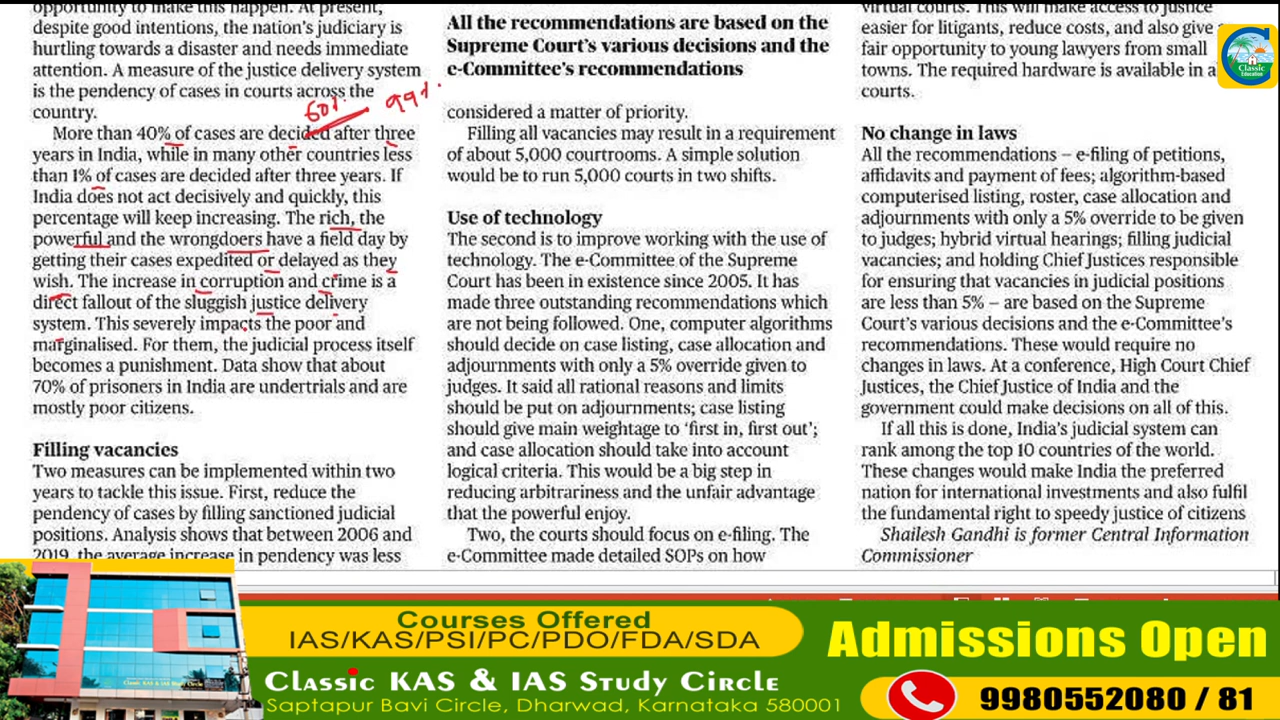 opportunity to make this happen. At present,
despite good intentions, the nation's judiciary is
hurtling towards a disaster and needs immediate
attention. A measure of the justice delivery system
is the pendency of cases in courts across the
country.
60%. 99%.
More than 40% of cases are decided after three
years in India, while in many other countries less
than 1% of cases are decided after three years. If
India does not act decisively and quickly, this
percentage will keep increasing. The rich, the
powerful and the wrongdoers have a field day by
getting their cases expedited or delayed as they
wish. The increase in corruption and crime is a
direct fallout of the sluggish justice delivery
system. This severely impacts the poor and
marginalised. For them, the judicial process itself
becomes a punishment. Data show that about
70% of prisoners in India are undertrials and are
mostly poor citizens.
Filling vacancies
Two measures can be implemented within two
years to tackle this issue. First, reduce the
pendency of cases by filling sanctioned judicial
positions. Analysis shows that between 2006 and
2019, the average increase in pendency was less
All the recommendations are based on the
Supreme Court's various decisions and the
e-Committee's recommendations
considered a matter of priority.
Filling all vacancies may result in a requirement
of about 5,000 courtrooms. A simple solution
would be to run 5,000 courts in two shifts.
Use of technology
The second is to improve working with the use of
technology. The e-Committee of the Supreme
Court has been in existence since 2005. It has
made three outstanding recommendations which
are not being followed. One, computer algorithms
should decide on case listing, case allocation and
adjournments with only a 5% override given to
judges. It said all rational reasons and limits
should be put on adjournments; case listing
should give main weightage to 'first in, first out';
and case allocation should take into account
logical criteria. This would be a big step in
reducing arbitrariness and the unfair advantage
that the powerful enjoy.
Two, the courts should focus on e-filing. The
e-Committee made detailed SOPs on how
virtual courts. This will make access to justice
easier for litigants, reduce costs, and also give
fair opportunity to young lawyers from small
towns. The required hardware is available in a
courts.
No change in laws
All the recommendations – e-filing of petitions,
affidavits and payment of fees; algorithm-based
computerised listing, roster, case allocation and
adjournments with only a 5% override to be given
to judges; hybrid virtual hearings; filling judicial
vacancies; and holding Chief Justices responsible
for ensuring that vacancies in judicial positions
are less than 5% – are based on the Supreme
Court's various decisions and the e-Committee's
recommendations. These would require no
changes in laws. At a conference, High Court Chief
Justices, the Chief Justice of India and the
government could make decisions on all of this.
If all this is done, India's judicial system can
rank among the top 10 countries of the world.
These changes would make India the preferred
nation for international investments and also fulfil
the fundamental right to speedy justice of citizens
Shailesh Gandhi is former Central Information
Commissioner
Classic
Education
Classic KAS & IAS Study Circle
Courses Offered
IAS/KAS/PSI/PC/PDO/FDA/SDA
Classic KAS & IAS Study Circle
Saptapur Bavi Circle, Dharwad, Karnataka 580001
Admissions Open
9980552080 / 81